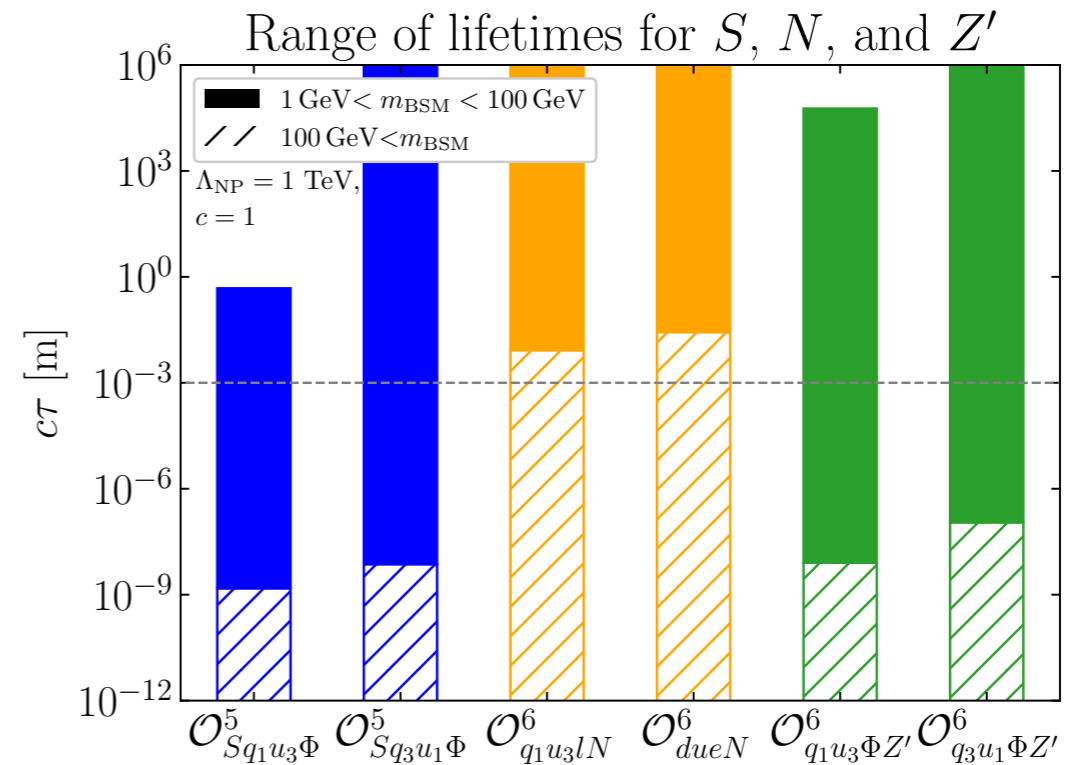 Range of lifetimes for S, N, and Z′
1 GeV< m_BSM < 100 GeV
100 GeV<m_BSM
Λ_NP = 1 TeV,
c = 1
cτ [m]
10^6
10^3
10^0
10^−3
10^−6
10^−9
10^−12
𝒪^5_{Sq_1u_3Φ} 𝒪^5_{Sq_3u_1Φ} 𝒪^6_{q_1u_3lN} 𝒪^6_{dueN} 𝒪^6_{q_1u_3ΦZ′} 𝒪^6_{q_3u_1ΦZ′}